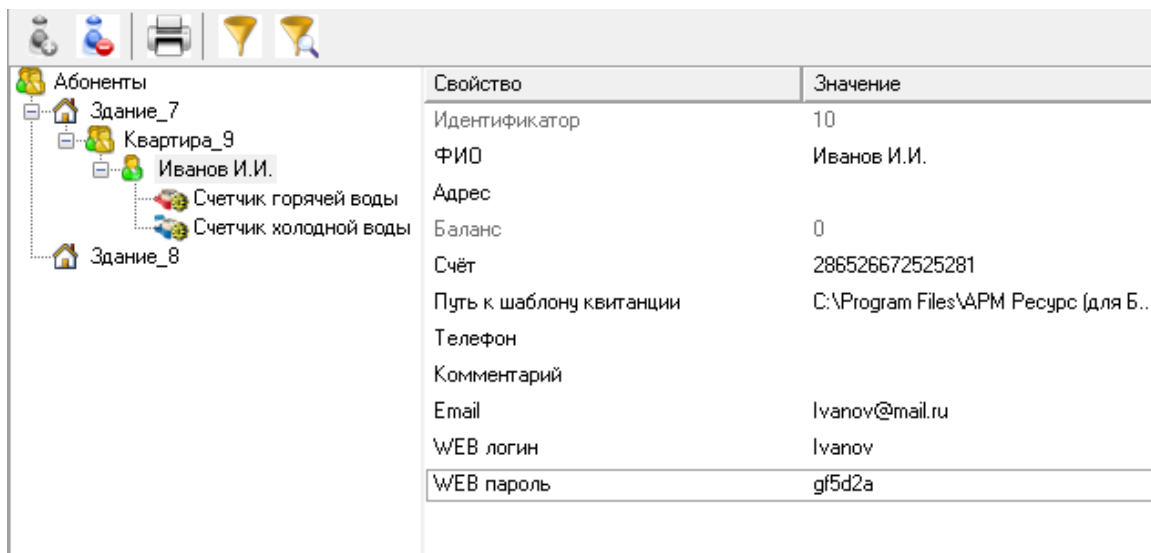 Абоненты
Здание_7
Квартира_9
Иванов И.И.
Счетчик горячей воды
Счетчик холодной воды
Здание_8
Свойство Значение
Идентификатор 10
ФИО Иванов И.И.
Адрес
Баланс 0
Счёт 286526672525281
Путь к шаблону квитанции C:\Program Files\АРМ Ресурс (для Б...
Телефон
Комментарий
Email Ivanov@mail.ru
WEB логин Ivanov
WEB пароль gf5d2a